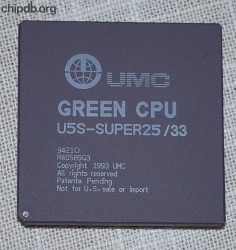 chipdb.org
UMC
GREEN CPU
U5S-SUPER25/33
9421O
R40589G3
Copyright 1993 UMC
All Rights Reserved
Patents Pending
Not for U.S. sale or Import